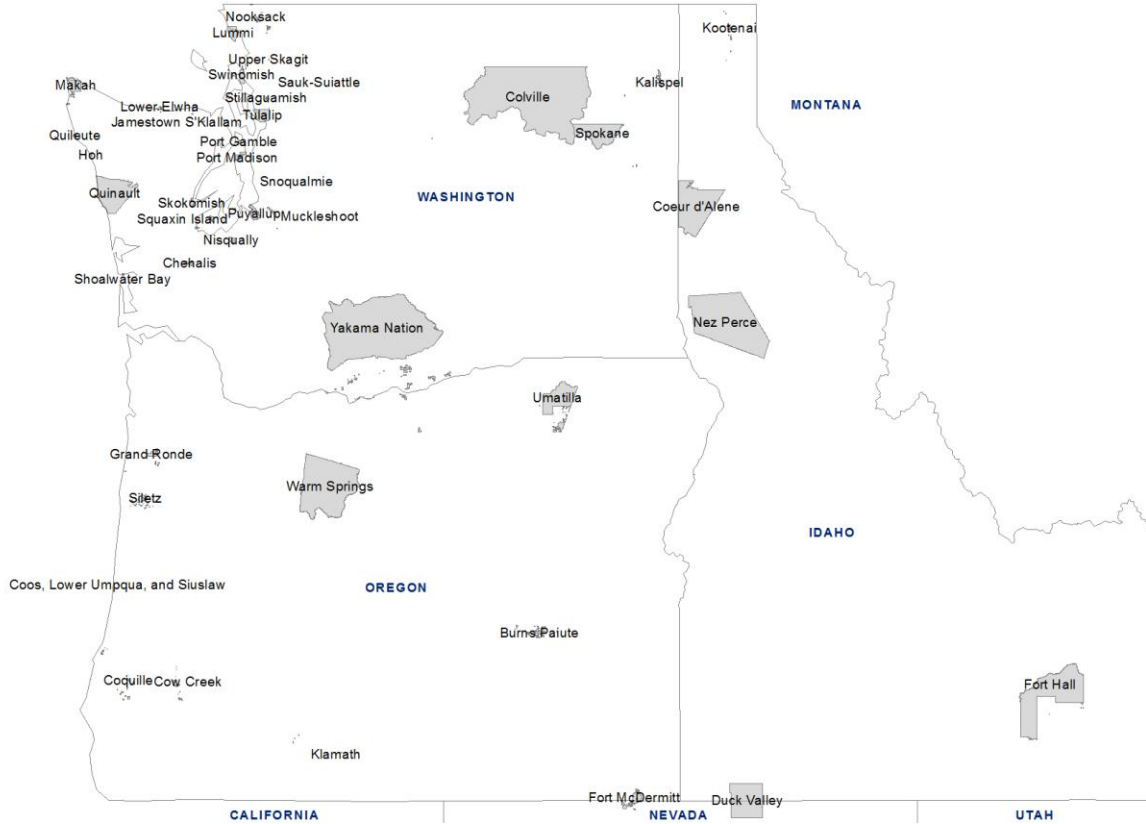 Nooksack
Kootenai
Lummi
Upper Skagit
Swinomish
Sauk-Suiattle
Kalispel
Makah
Stillaguamish
Colville
MONTANA
Lower Elwha
Tulalip
Jamestown S'Klallam
Spokane
Quileute
Port Gamble
Hoh
Port Madison
Snoqualmie
Quinault
WASHINGTON
Skokomish
Coeur d'Alene
Squaxin Island
Puyallup
Muckleshoot
Nisqually
Chehalis
Shoalwater Bay
Yakama Nation
Nez Perce
Umatilla
Grand Ronde
Warm Springs
Siletz
IDAHO
Coos, Lower Umpqua, and Siuslaw
OREGON
Burns Paiute
Coquille
Cow Creek
Fort Hall
Klamath
Fort McDermitt
Duck Valley
CALIFORNIA
NEVADA
UTAH